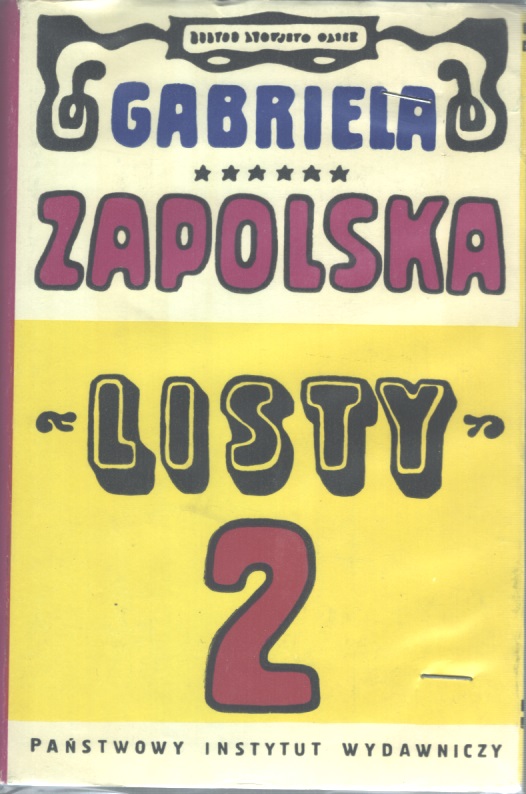 GABRIELA
ZAPOLSKA
LISTY
2
PAŃSTWOWY INSTYTUT WYDAWNICZY